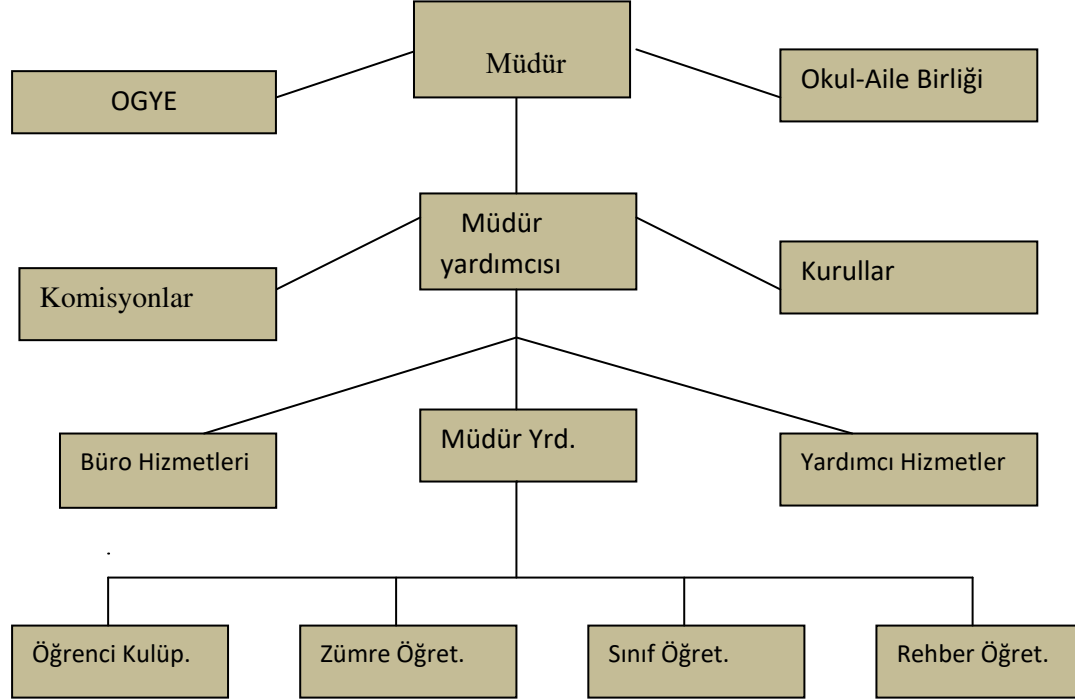 Müdür
OGYE
Okul-Aile Birliği
Müdür
yardımcısı
Komisyonlar
Kurullar
Büro Hizmetleri
Müdür Yrd.
Yardımcı Hizmetler
.
Öğrenci Kulüp.
Zümre Öğret.
Sınıf Öğret.
Rehber Öğret.